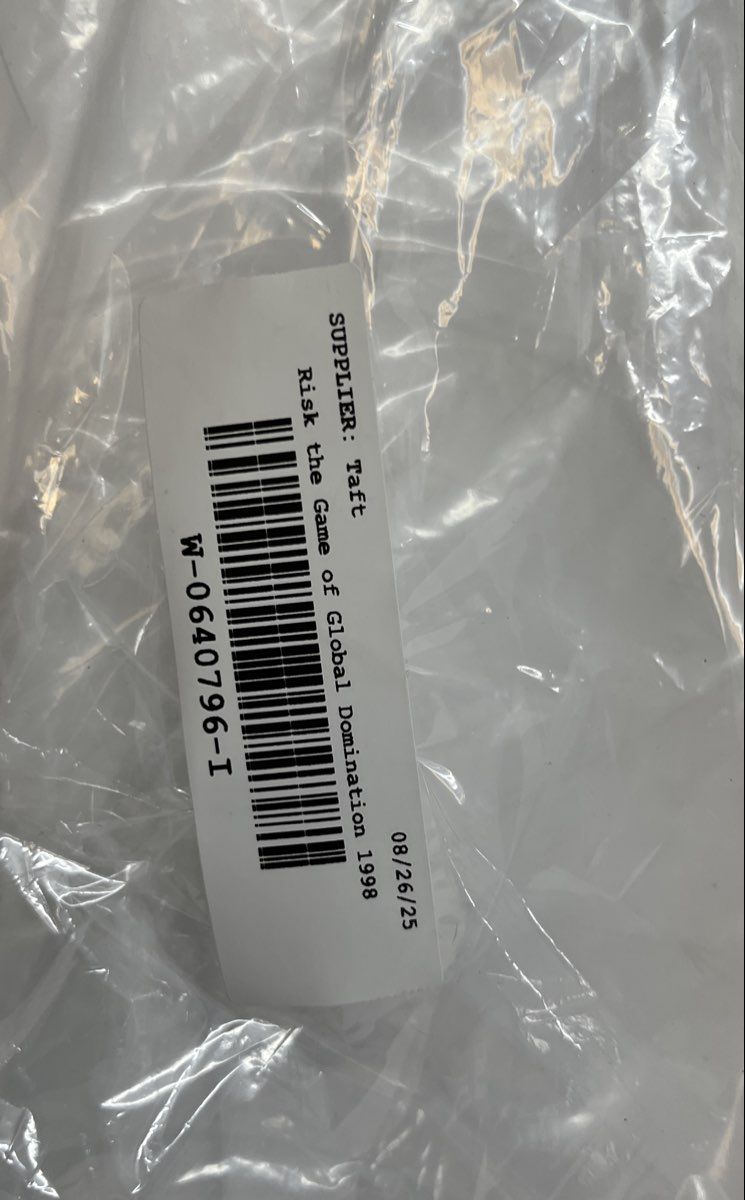 08/26/25
SUPPLIER: Taft
Risk the Game of Global Domination 1998
W-0640796-I